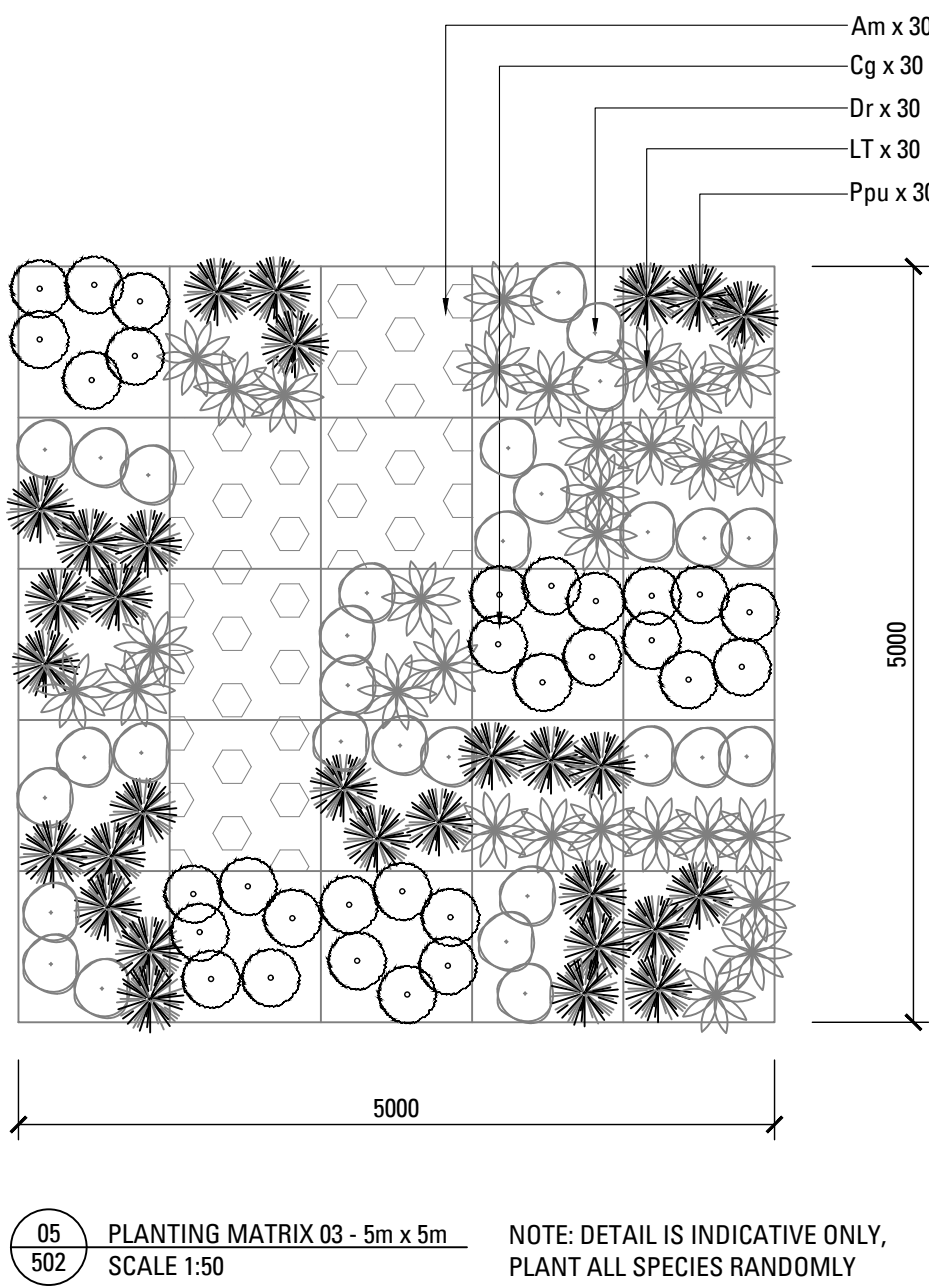 Am x 30
Cg x 30
Dr x 30
LT x 30
Ppu x 30
5000
5000
05
502
PLANTING MATRIX 03 - 5m x 5m
SCALE 1:50
NOTE: DETAIL IS INDICATIVE ONLY,
PLANT ALL SPECIES RANDOMLY